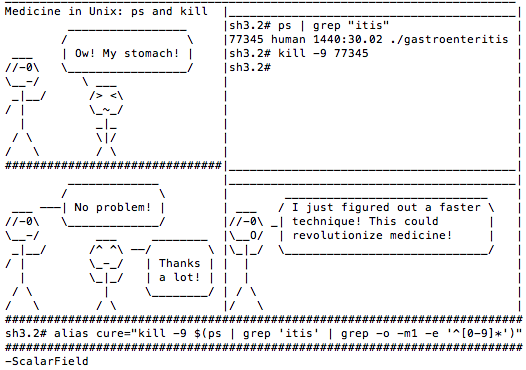 Medicine in Unix: ps and kill
Ow! My stomach!
sh3.2# ps | grep "itis"
77345 human 1440:30.02 ./gastroenteritis
sh3.2# kill -9 77345
sh3.2#
No problem!
Thanks
a lot!
I just figured out a faster
technique! This could
revolutionize medicine!
sh3.2# alias cure="kill -9 $(ps | grep 'itis' | grep -o -m1 -e '^[0-9]*')"
~ScalarField